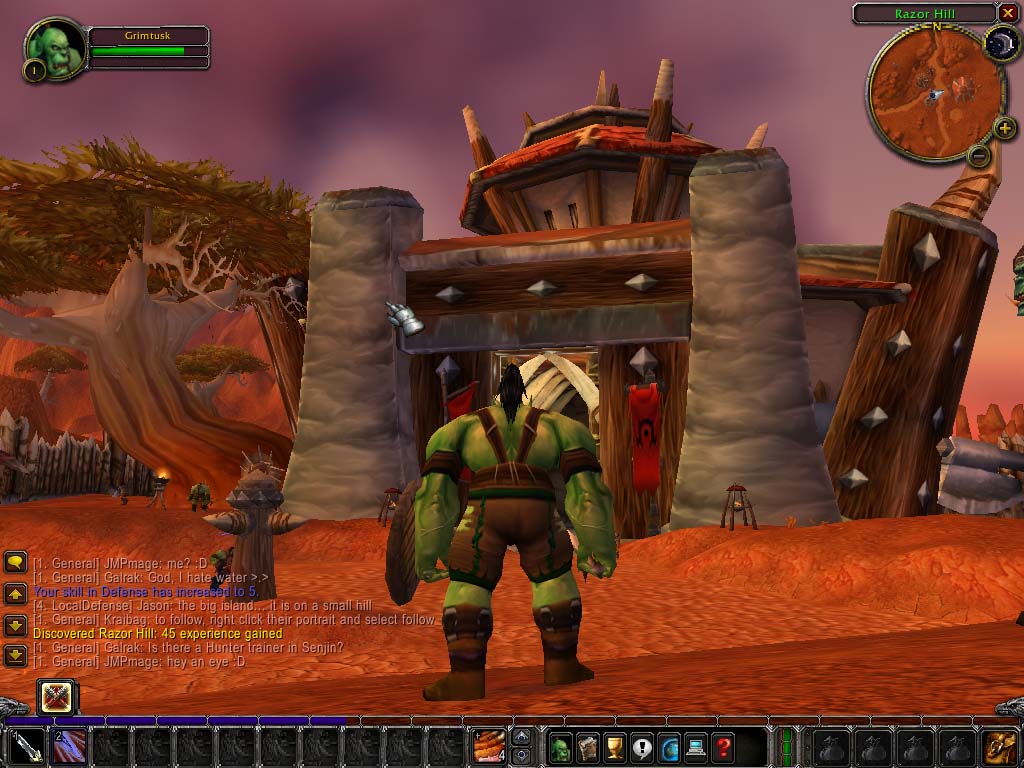 Grimtusk
1
Razor Hill
N
[1. General] JMPmage: me? :D
[1. General] Galrak: God, I hate water >.>
Your skill in Defense has increased to 5.
[4. LocalDefense] Jason: the big island... it is on a small hill
[1. General] Kraibag: to follow, right click their portrait and select follow
Discovered Razor Hill: 45 experience gained
[1. General] Galrak: Is there a Hunter trainer in Senjin?
[1. General] JMPmage: hey an eye :D
1 2 4